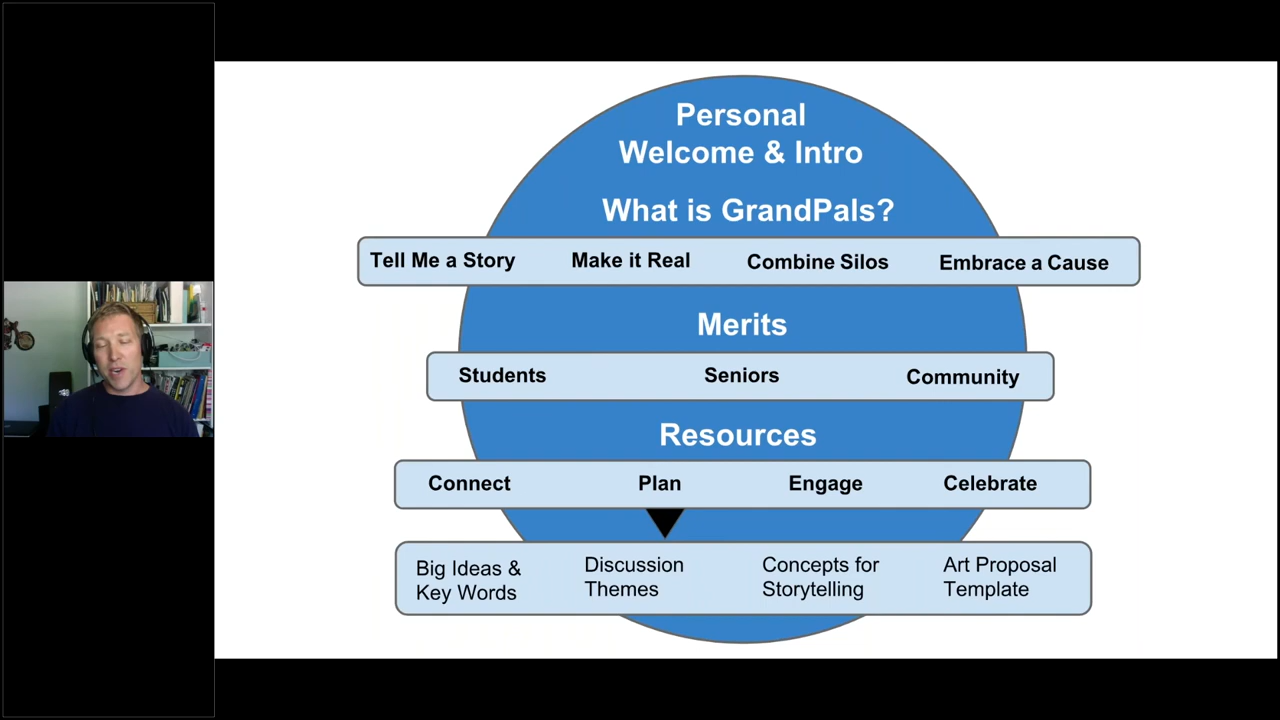 Personal
Welcome & Intro
What is GrandPals?
Tell Me a Story Make it Real Combine Silos Embrace a Cause
Merits
Students Seniors Community
Resources
Connect Plan Engage Celebrate
Big Ideas & Discussion Concepts for Art Proposal
Key Words Themes Storytelling Template